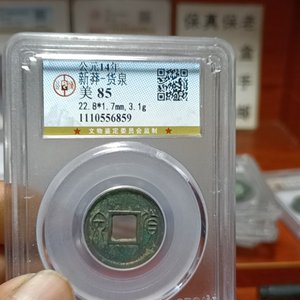 公元14年
新莽-货泉
美 85
22.8*1.7mm,3.1g
1110556859
★ 文物鉴定委员会监制 ★
保真保老